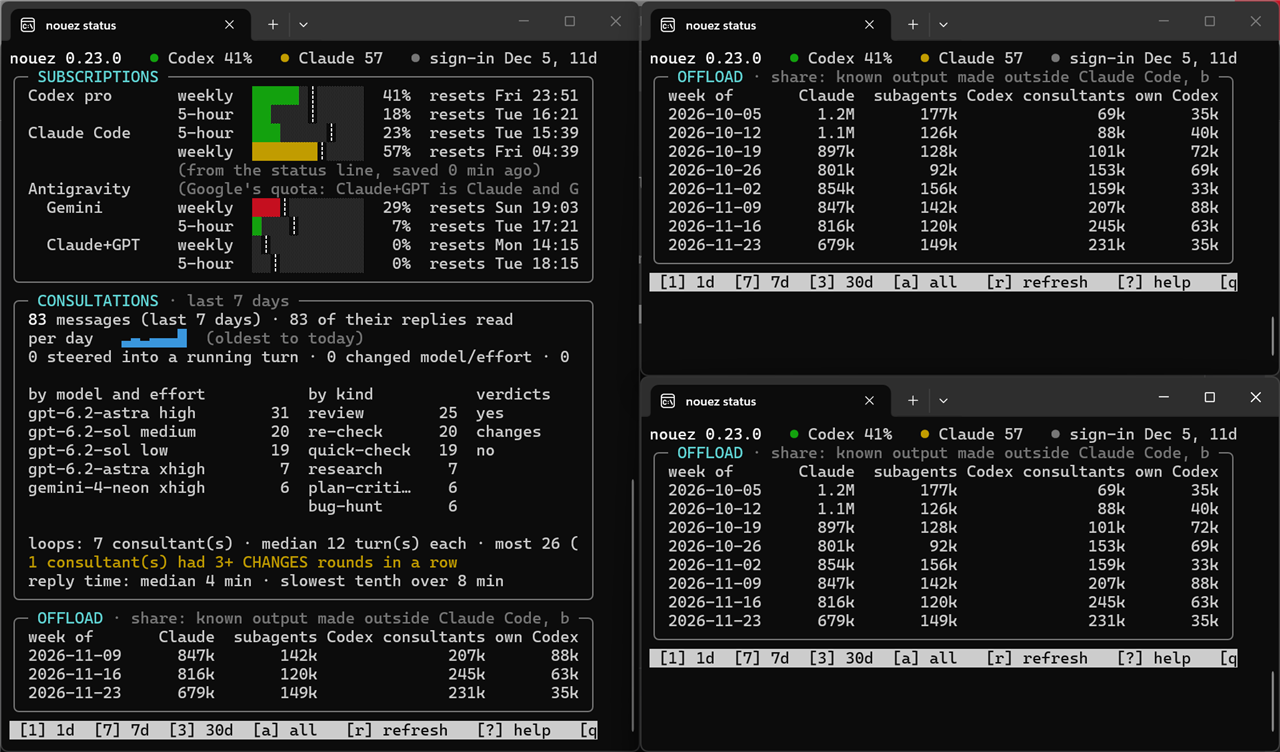 nouez status
nouez 0.23.0 ● Codex 41% ● Claude 57 ● sign-in Dec 5, 11d
SUBSCRIPTIONS
Codex pro weekly 41% resets Fri 23:51
5-hour 18% resets Tue 16:21
Claude Code 5-hour 23% resets Tue 15:39
weekly 57% resets Fri 04:39
(from the status line, saved 0 min ago)
Antigravity (Google's quota: Claude+GPT is Claude and G
Gemini weekly 29% resets Sun 19:03
5-hour 7% resets Tue 17:21
Claude+GPT weekly 0% resets Mon 14:15
5-hour 0% resets Tue 18:15
CONSULTATIONS · last 7 days
83 messages (last 7 days) · 83 of their replies read
per day (oldest to today)
0 steered into a running turn · 0 changed model/effort · 0
by model and effort by kind verdicts
gpt-6.2-astra high 31 review 25 yes
gpt-6.2-sol medium 20 re-check 20 changes
gpt-6.2-sol low 19 quick-check 19 no
gpt-6.2-astra xhigh 7 research 7
gemini-4-neon xhigh 6 plan-criti… 6
bug-hunt 6
loops: 7 consultant(s) · median 12 turn(s) each · most 26 (
1 consultant(s) had 3+ CHANGES rounds in a row
reply time: median 4 min · slowest tenth over 8 min
OFFLOAD · share: known output made outside Claude Code, b
week of Claude subagents Codex consultants own Codex
2026-11-09 847k 142k 207k 88k
2026-11-16 816k 120k 245k 63k
2026-11-23 679k 149k 231k 35k
[1] 1d [7] 7d [3] 30d [a] all [r] refresh [?] help [q
nouez status
nouez 0.23.0 ● Codex 41% ● Claude 57 ● sign-in Dec 5, 11d
OFFLOAD · share: known output made outside Claude Code, b
week of Claude subagents Codex consultants own Codex
2026-10-05 1.2M 177k 69k 35k
2026-10-12 1.1M 126k 88k 40k
2026-10-19 897k 128k 101k 72k
2026-10-26 801k 92k 153k 69k
2026-11-02 854k 156k 159k 33k
2026-11-09 847k 142k 207k 88k
2026-11-16 816k 120k 245k 63k
2026-11-23 679k 149k 231k 35k
[1] 1d [7] 7d [3] 30d [a] all [r] refresh [?] help [q
nouez status
nouez 0.23.0 ● Codex 41% ● Claude 57 ● sign-in Dec 5, 11d
OFFLOAD · share: known output made outside Claude Code, b
week of Claude subagents Codex consultants own Codex
2026-10-05 1.2M 177k 69k 35k
2026-10-12 1.1M 126k 88k 40k
2026-10-19 897k 128k 101k 72k
2026-10-26 801k 92k 153k 69k
2026-11-02 854k 156k 159k 33k
2026-11-09 847k 142k 207k 88k
2026-11-16 816k 120k 245k 63k
2026-11-23 679k 149k 231k 35k
[1] 1d [7] 7d [3] 30d [a] all [r] refresh [?] help [q